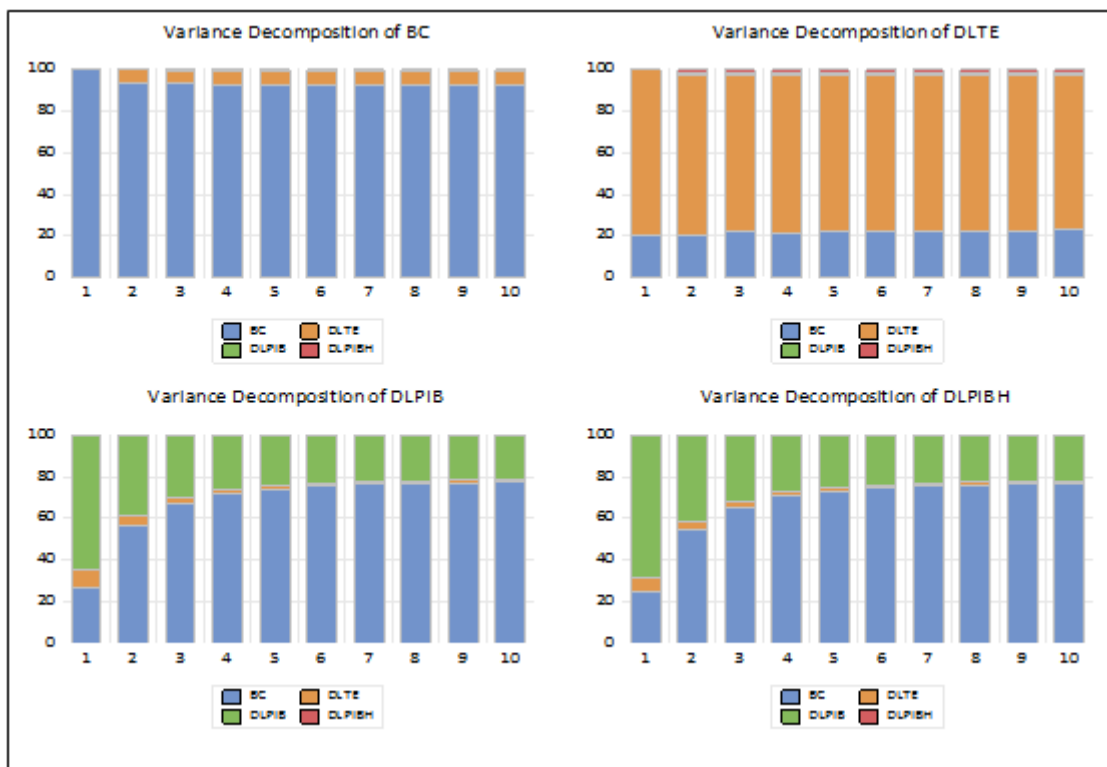 Variance Decomposition of BC
100
80
60
40
20
0
1 2 3 4 5 6 7 8 9 10
BC DLTE
DLPIB DLPIBH
Variance Decomposition of DLTE
100
80
60
40
20
0
1 2 3 4 5 6 7 8 9 10
BC DLTE
DLPIB DLPIBH
Variance Decomposition of DLPIB
100
80
60
40
20
0
1 2 3 4 5 6 7 8 9 10
BC DLTE
DLPIB DLPIBH
Variance Decomposition of DLPIBH
100
80
60
40
20
0
1 2 3 4 5 6 7 8 9 10
BC DLTE
DLPIB DLPIBH